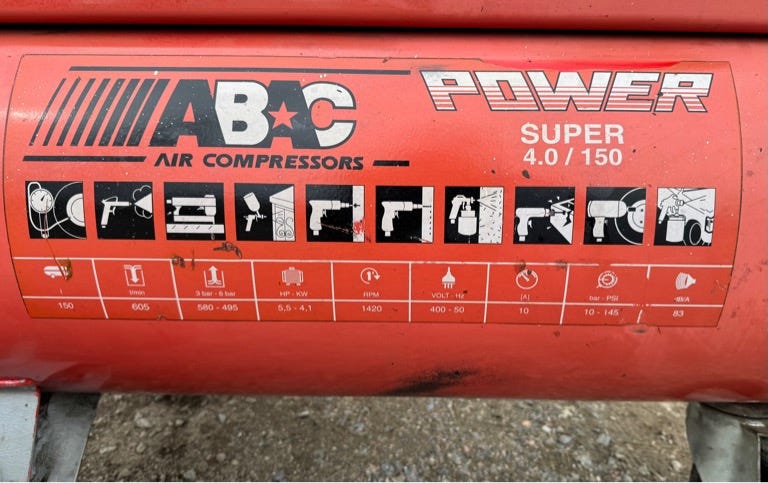 ABAC
AIR COMPRESSORS
POWER
SUPER
4.0 / 150
l/min 3 bar - 6 bar HP - KW RPM VOLT - Hz [A] bar - PSI dB/A
150 605 580 - 495 5,5 - 4,1 1420 400 - 50 10 10 - 145 83